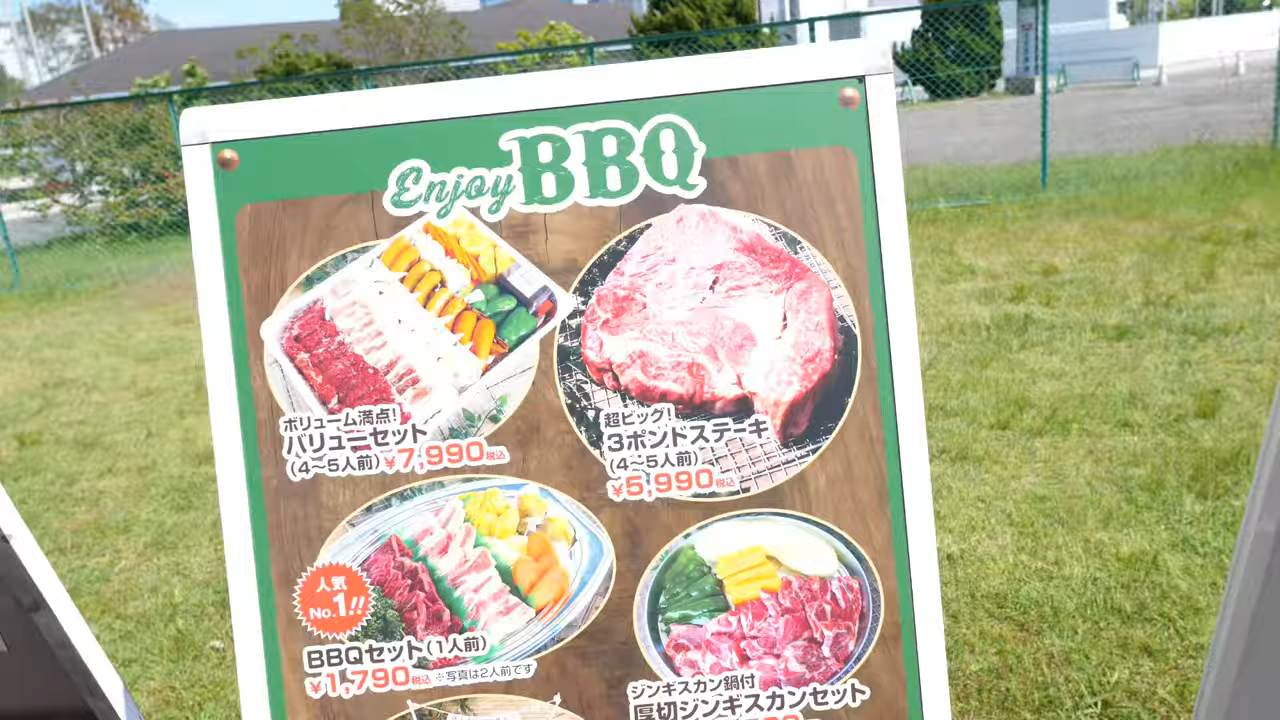 Enjoy BBQ
ボリューム満点!
バリューセット
(4~5人前) ¥7,990税込
超ビッグ!
3ポンドステーキ
(4~5人前)
¥5,990税込
人気
No.1!!
BBQセット(1人前)
¥1,790税込 ※写真は2人前です
ジンギスカン鍋付
厚切ジンギスカンセット